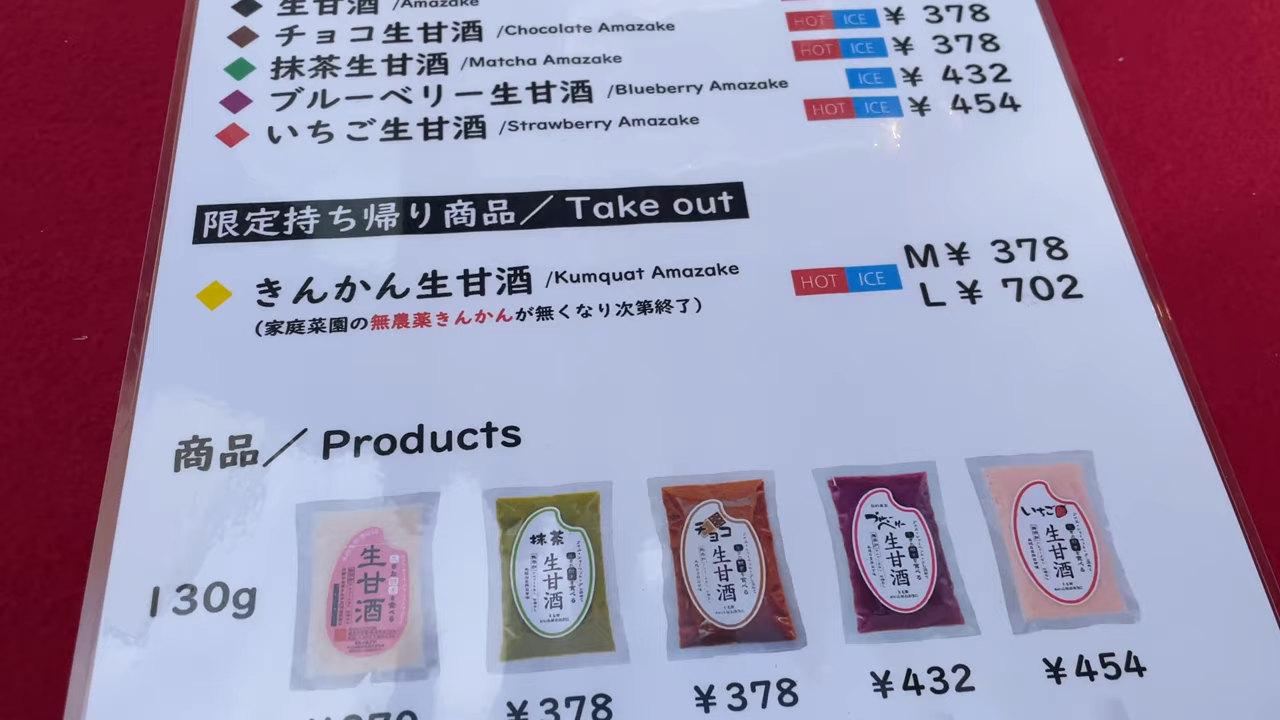 生甘酒 /Amazake
チョコ生甘酒 /Chocolate Amazake HOT ICE ¥ 378
抹茶生甘酒 /Matcha Amazake HOT ICE ¥ 378
ブルーベリー生甘酒 /Blueberry Amazake ICE ¥ 432
いちご生甘酒 /Strawberry Amazake HOT ICE ¥ 454
限定持ち帰り商品/ Take out
きんかん生甘酒 /Kumquat Amazake HOT ICE M¥ 378
L¥ 702
(家庭菜園の無農薬きんかんが無くなり次第終了)
商品/ Products
130g
生甘酒
抹茶 生甘酒
チョコ 生甘酒
ブルーベリー 生甘酒
いちご 生甘酒
¥378 ¥378 ¥432 ¥454